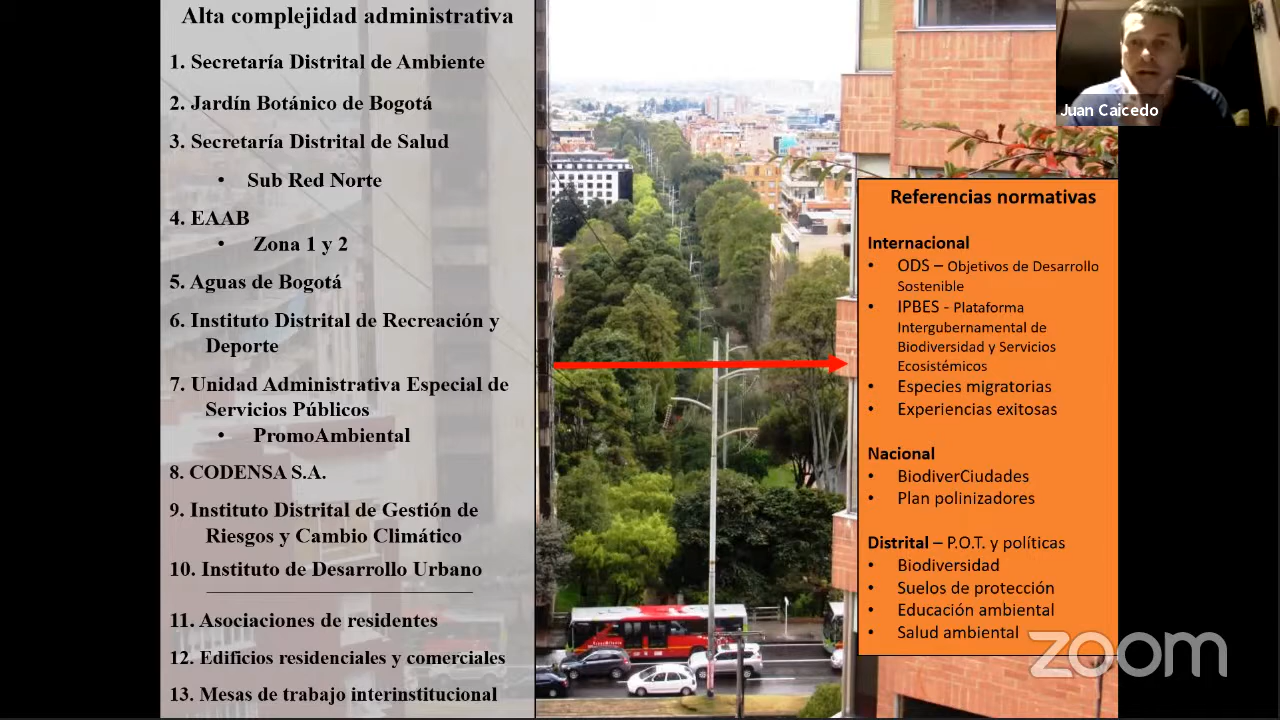 Alta complejidad administrativa
1. Secretaría Distrital de Ambiente
2. Jardín Botánico de Bogotá
3. Secretaría Distrital de Salud
• Sub Red Norte
4. EAAB
• Zona 1 y 2
5. Aguas de Bogotá
6. Instituto Distrital de Recreación y
Deporte
7. Unidad Administrativa Especial de
Servicios Públicos
• PromoAmbiental
8. CODENSA S.A.
9. Instituto Distrital de Gestión de
Riesgos y Cambio Climático
10. Instituto de Desarrollo Urbano
11. Asociaciones de residentes
12. Edificios residenciales y comerciales
13. Mesas de trabajo interinstitucional
Juan Caicedo
Referencias normativas
Internacional
• ODS – Objetivos de Desarrollo
Sostenible
• IPBES - Plataforma
Intergubernamental de
Biodiversidad y Servicios
Ecosistémicos
• Especies migratorias
• Experiencias exitosas
Nacional
• BiodiverCiudades
• Plan polinizadores
Distrital – P.O.T. y políticas
• Biodiversidad
• Suelos de protección
• Educación ambiental
• Salud ambiental
zoom